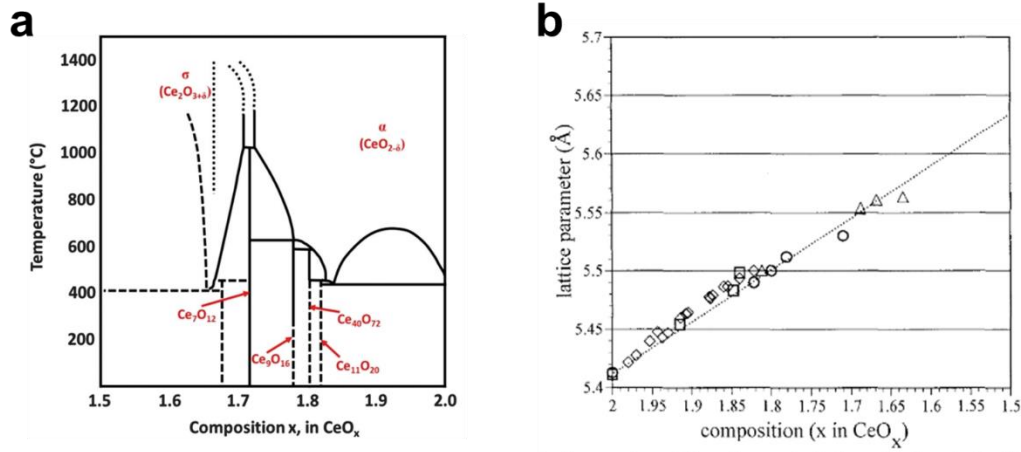 a
1400
1200
1000
800
600
400
200
Temperature (°C)
σ
(Ce₂O₃₊δ)
α
(CeO₂₋δ)
Ce₇O₁₂
Ce₉O₁₆
Ce₄₀O₇₂
Ce₁₁O₂₀
1.5 1.6 1.7 1.8 1.9 2.0
Composition x, in CeOₓ
b
5.7
5.65
5.6
5.55
5.5
5.45
5.4
lattice parameter (Å)
2 1.95 1.9 1.85 1.8 1.75 1.7 1.65 1.6 1.55 1.5
composition (x in CeOₓ)